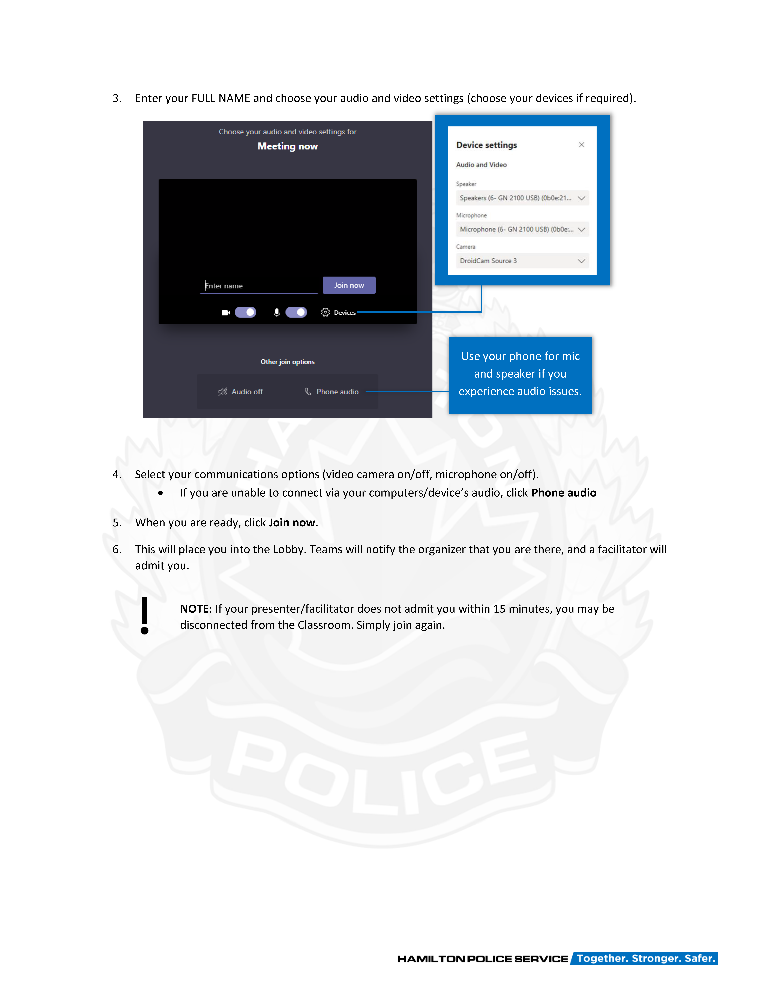 3. Enter your FULL NAME and choose your audio and video settings (choose your devices if required).
Choose your audio and video settings for
Meeting now
Enter name
Join now
Devices
Other join options
Audio off
Phone audio
Device settings
Audio and Video
Speaker
Speakers (6- GN 2100 USB) (0b0e:21...
Microphone
Microphone (6- GN 2100 USB) (0b0e:...
Camera
DroidCam Source 3
Use your phone for mic
and speaker if you
experience audio issues.
4. Select your communications options (video camera on/off, microphone on/off).
• If you are unable to connect via your computers/device's audio, click Phone audio
5. When you are ready, click Join now.
6. This will place you into the Lobby. Teams will notify the organizer that you are there, and a facilitator will
admit you.
! NOTE: If your presenter/facilitator does not admit you within 15 minutes, you may be
disconnected from the Classroom. Simply join again.
POLICE
HAMILTON POLICE SERVICE Together. Stronger. Safer.